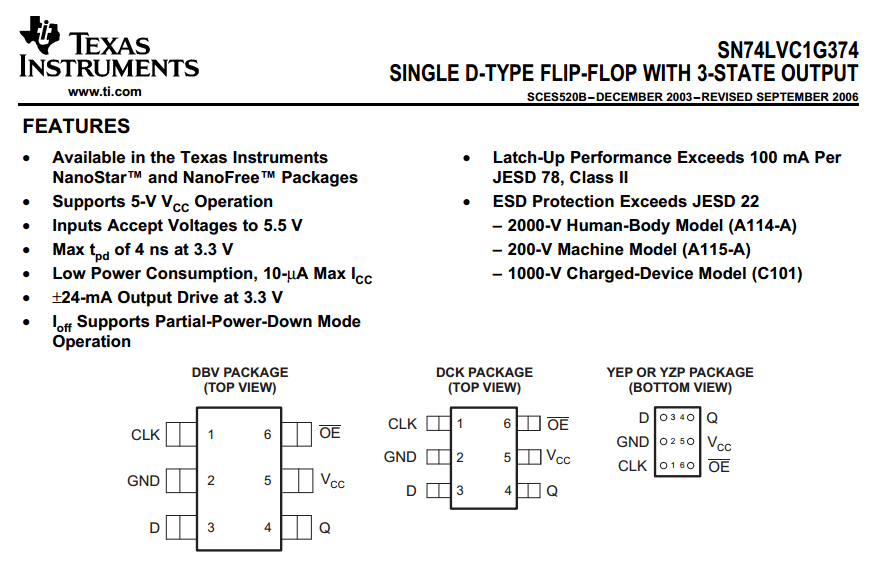 TEXAS
INSTRUMENTS
www.ti.com
SN74LVC1G374
SINGLE D-TYPE FLIP-FLOP WITH 3-STATE OUTPUT
SCES520B–DECEMBER 2003–REVISED SEPTEMBER 2006
FEATURES
• Available in the Texas Instruments
NanoStar™ and NanoFree™ Packages
• Supports 5-V VCC Operation
• Inputs Accept Voltages to 5.5 V
• Max tpd of 4 ns at 3.3 V
• Low Power Consumption, 10-μA Max ICC
• ±24-mA Output Drive at 3.3 V
• Ioff Supports Partial-Power-Down Mode
Operation
• Latch-Up Performance Exceeds 100 mA Per
JESD 78, Class II
• ESD Protection Exceeds JESD 22
– 2000-V Human-Body Model (A114-A)
– 200-V Machine Model (A115-A)
– 1000-V Charged-Device Model (C101)
DBV PACKAGE
(TOP VIEW)
CLK 1 6 O̅E̅
GND 2 5 VCC
D 3 4 Q
DCK PACKAGE
(TOP VIEW)
CLK 1 6 O̅E̅
GND 2 5 VCC
D 3 4 Q
YEP OR YZP PACKAGE
(BOTTOM VIEW)
D 3 4 Q
GND 2 5 VCC
CLK 1 6 O̅E̅